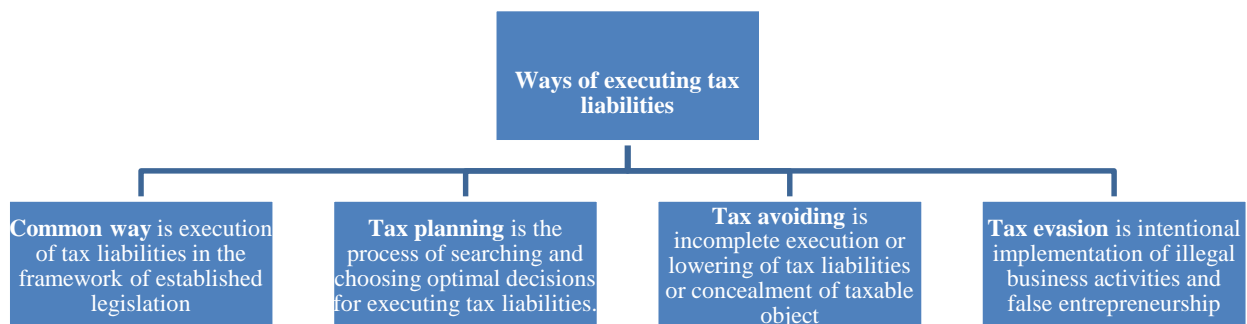 Ways of executing tax
liabilities
Common way is execution
of tax liabilities in the
framework of established
legislation
Tax planning is the
process of searching and
choosing optimal decisions
for executing tax liabilities.
Tax avoiding is
incomplete execution or
lowering of tax liabilities
or concealment of taxable
object
Tax evasion is intentional
implementation of illegal
business activities and
false entrepreneurship